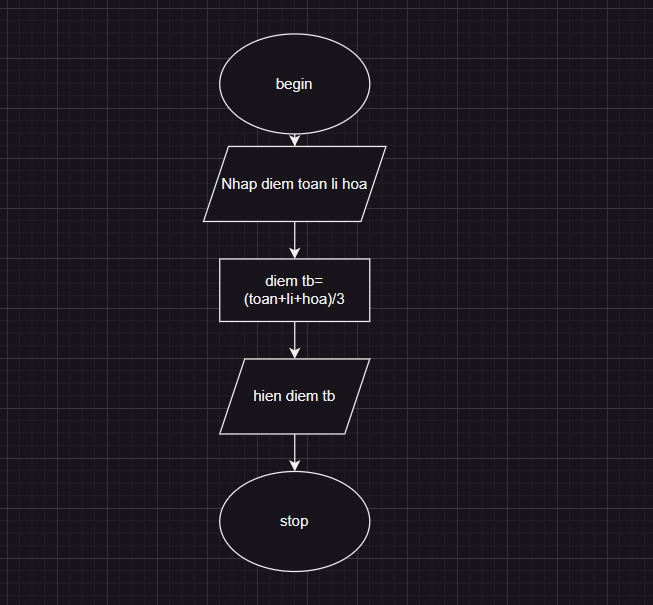 begin
Nhap diem toan li hoa
diem tb=
(toan+li+hoa)/3
hien diem tb
stop